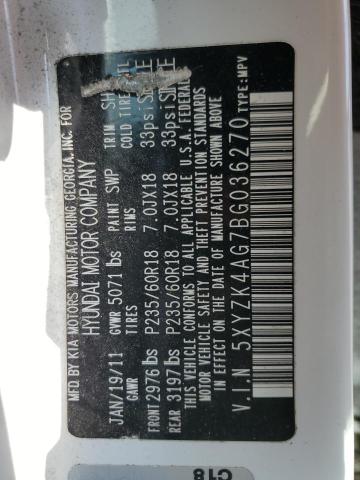 MFD. BY KIA MOTORS MANUFACTURING-GEORGIA, INC. FOR
HYUNDAI MOTOR COMPANY
JAN/19/11 GVWR 5071 lbs PAINT SWP TRIM
GAWR TIRES RIMS COLD TIRE
FRONT 2976 lbs P235/60R18 7.0JX18 33psi
REAR 3197 lbs P235/60R18 7.0JX18 33psi
THIS VEHICLE CONFORMS TO ALL APPLICABLE U.S.A. FEDERAL
MOTOR VEHICLE SAFETY AND THEFT PREVENTION STANDARDS
IN EFFECT ON THE DATE OF MANUFACTURE SHOWN ABOVE.
V.I.N 5XYZK4AG7BG036270 TYPE:MPV
C18